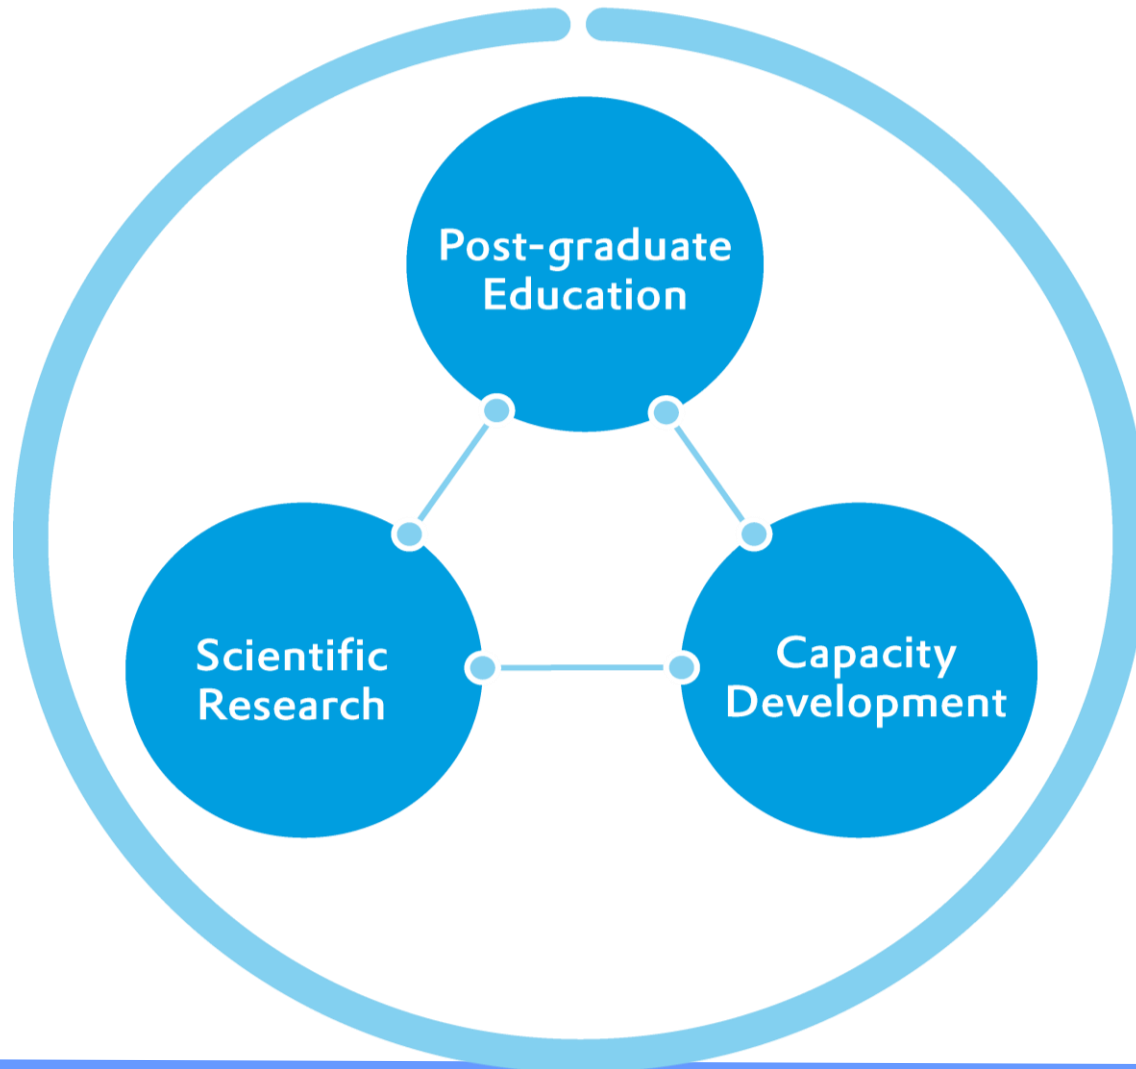 Post-graduate
Education
Scientific
Research
Capacity
Development